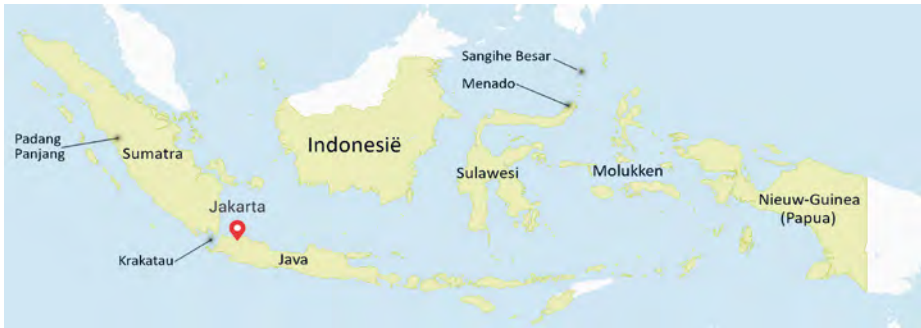 Sangihe Besar
Menado
Padang
Panjang
Sumatra
Indonesië
Sulawesi
Molukken
Nieuw-Guinea
(Papua)
Jakarta
Krakatau
Java